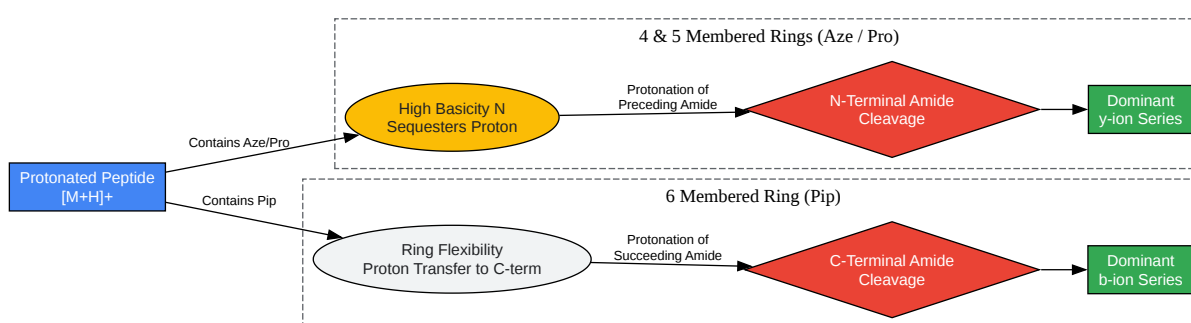 4 & 5 Membered Rings (Aze / Pro)
High Basicity N
Sequesters Proton
Protonation of
Preceding Amide
N-Terminal Amide
Cleavage
Dominant
y-ion Series
Contains Aze/Pro
Protonated Peptide
[M+H]+
Contains Pip
6 Membered Ring (Pip)
Ring Flexibility
Proton Transfer to C-term
Protonation of
Succeeding Amide
C-Terminal Amide
Cleavage
Dominant
b-ion Series